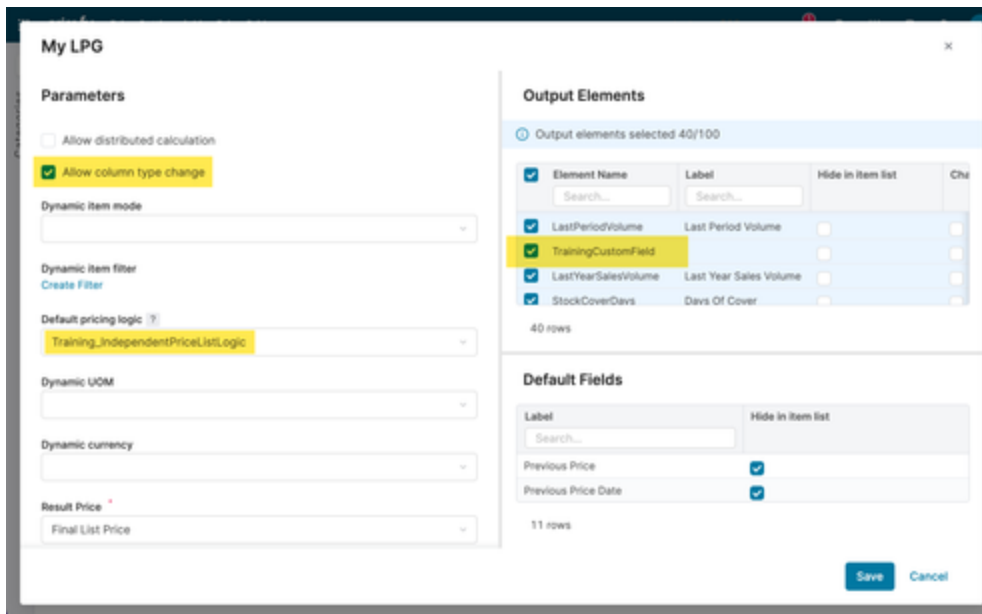 My LPG
Parameters
Allow distributed calculation
Allow column type change
Dynamic item mode
Dynamic item filter
Create Filter
Default pricing logic ?
Training_IndependentPriceListLogic
Dynamic UOM
Dynamic currency
Result Price *
Final List Price
Output Elements
Output elements selected 40/100
Element Name Label Hide in item list Cha
Search... Search...
LastPeriodVolume Last Period Volume
TrainingCustomField
LastYearSalesVolume Last Year Sales Volume
StockCoverDays Days Of Cover
40 rows
Default Fields
Label Hide in item list
Search...
Previous Price
Previous Price Date
11 rows
Save Cancel